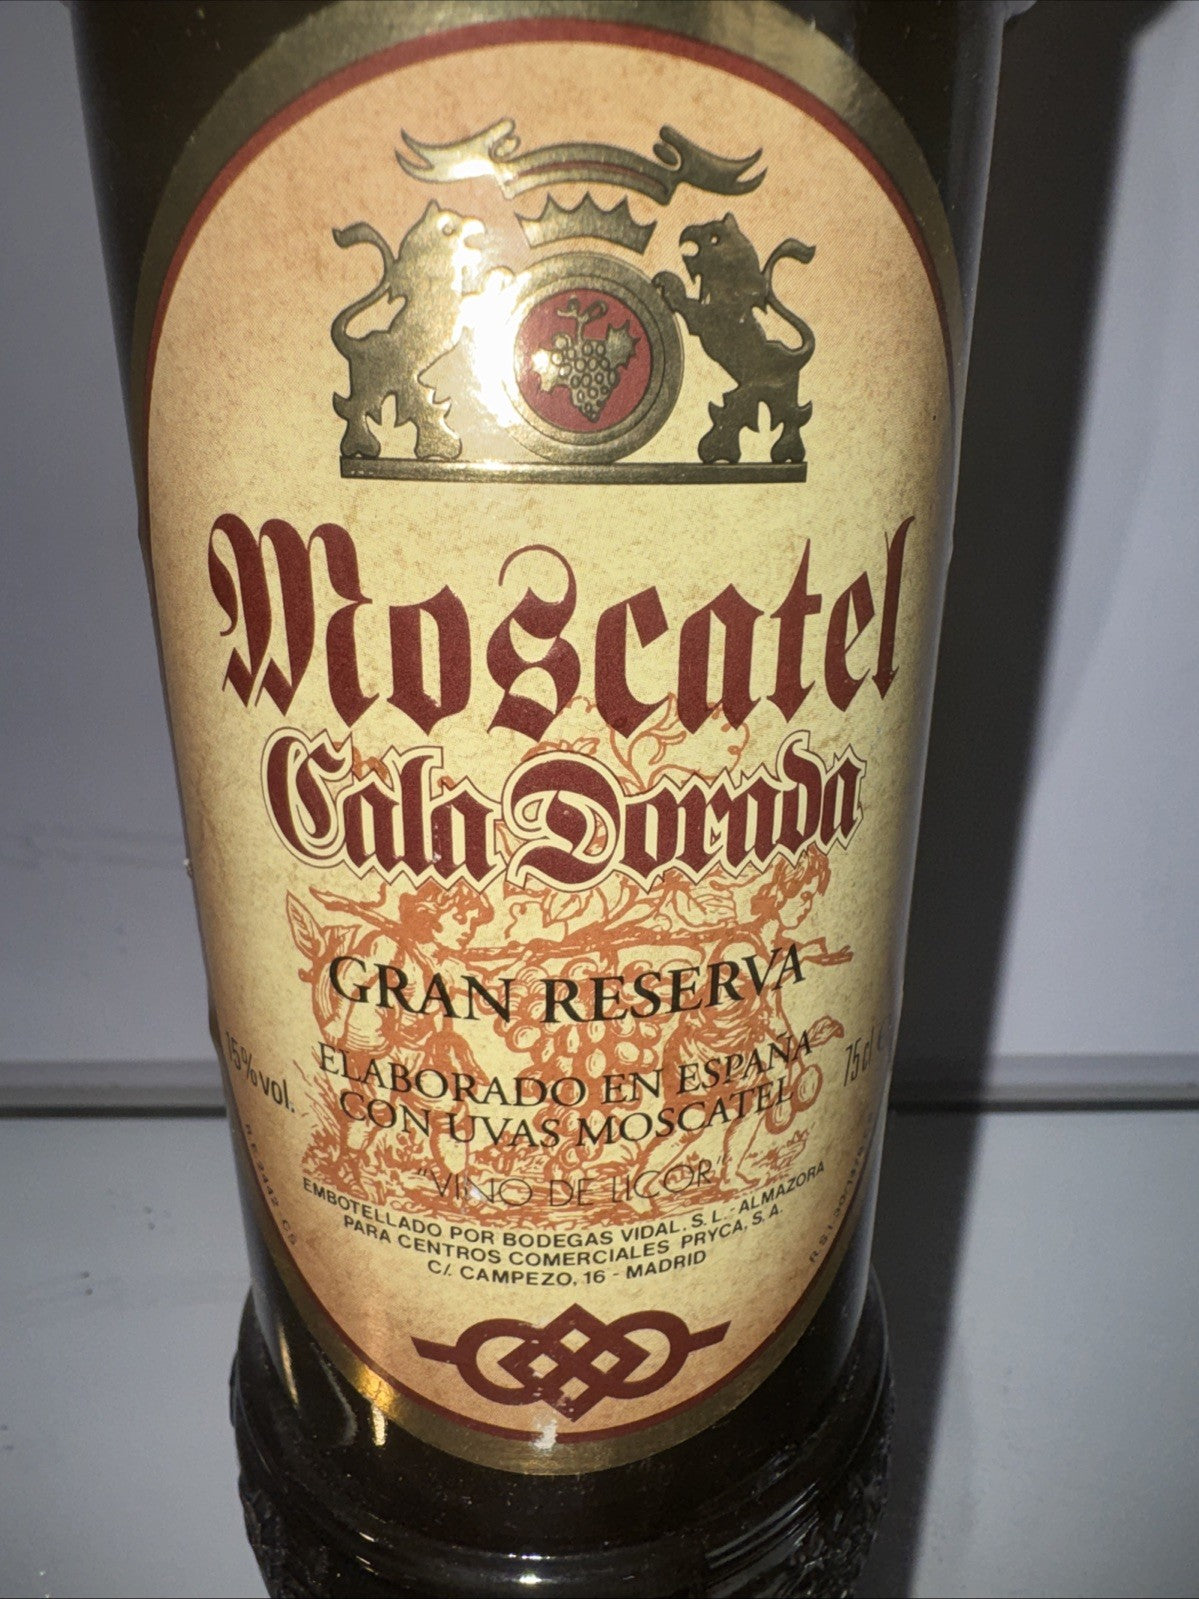 Moscatel
Cala Dorada
GRAN RESERVA
15% vol.
75 cl
ELABORADO EN ESPAÑA
CON UVAS MOSCATEL
"VINO DE LICOR"
EMBOTELLADO POR BODEGAS VIDAL. S. L. - ALMAZORA
PARA CENTROS COMERCIALES PRYCA, S. A.
C/. CAMPEZO, 16 - MADRID